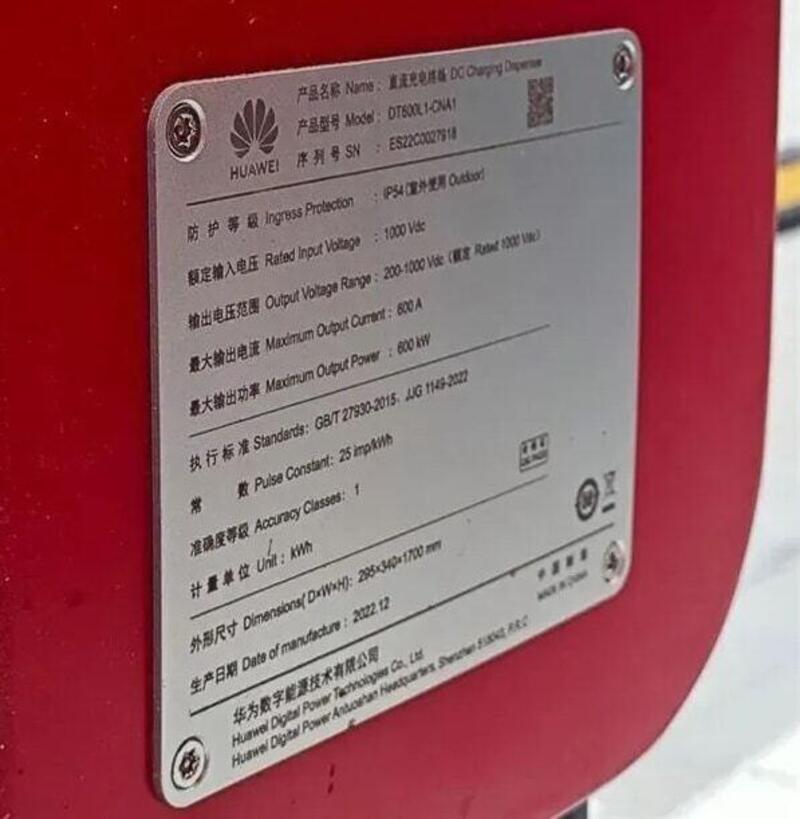 HUAWEI
产品名称 Name : 直流充电终端 DC Charging Dispenser
产品型号 Model : DT600L1-CNA1
序列号 SN : ES22C0027918
防护等级 Ingress Protection : IP54(室外使用 Outdoor)
额定输入电压 Rated Input Voltage : 1000 Vdc
输出电压范围 Output Voltage Range : 200-1000 Vdc (额定 Rated 1000 Vdc)
最大输出电流 Maximum Output Current : 600 A
最大输出功率 Maximum Output Power : 600 kW
执行标准 Standards: GB/T 27930-2015、JJG 1149-2022
常数 Pulse Constant: 25 imp/kWh
准确度等级 Accuracy Classes: 1
计量单位 Unit : kWh
外形尺寸 Dimensions( D×W×H): 295×340×1700 mm
生产日期 Date of manufacture : 2022.12
中国制造
MADE IN CHINA
华为数字能源技术有限公司
Huawei Digital Power Technologies Co., Ltd.
Huawei Digital Power Antuoshan Headquarters, Shenzhen 518040, P.R.C.